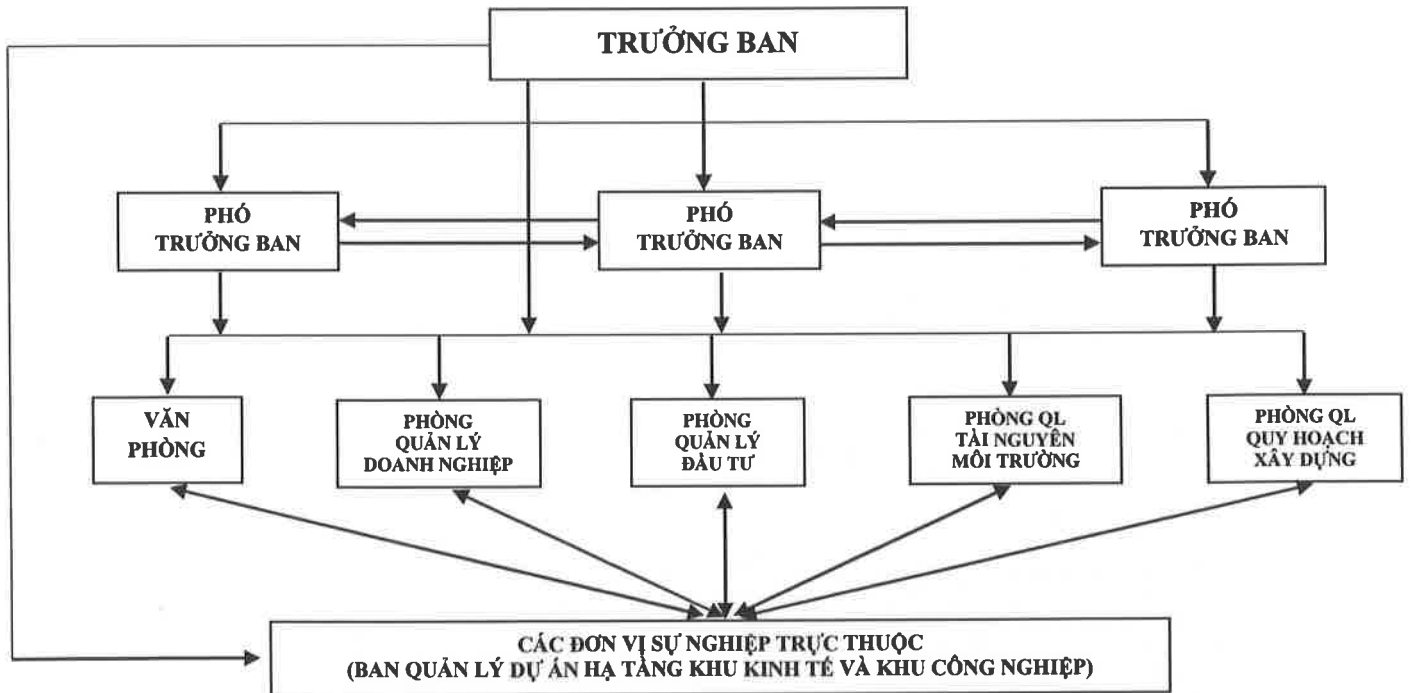 TRƯỞNG BAN
PHÓ
TRƯỞNG BAN
PHÓ
TRƯỞNG BAN
PHÓ
TRƯỞNG BAN
VĂN
PHÒNG
PHÒNG
QUẢN LÝ
DOANH NGHIỆP
PHÒNG
QUẢN LÝ
ĐẦU TƯ
PHÒNG QL
TÀI NGUYÊN
MÔI TRƯỜNG
PHÒNG QL
QUY HOẠCH
XÂY DỰNG
CÁC ĐƠN VỊ SỰ NGHIỆP TRỰC THUỘC
(BAN QUẢN LÝ DỰ ÁN HẠ TẦNG KHU KINH TẾ VÀ KHU CÔNG NGHIỆP)